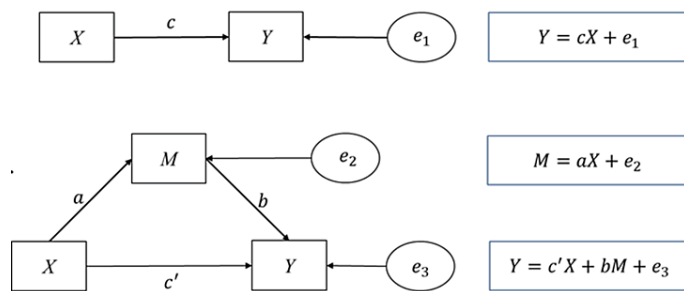 c
X Y e₁ Y = cX + e₁
M e₂ M = aX + e₂
a b
X Y e₃ Y = c′X + bM + e₃
c′